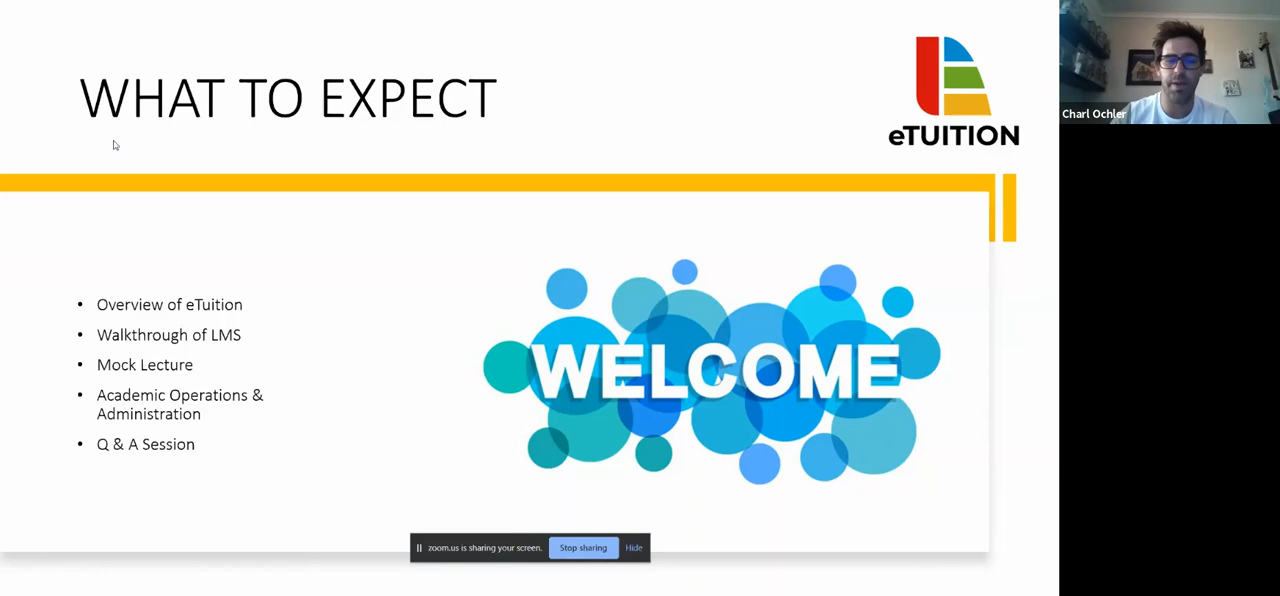 WHAT TO EXPECT
eTUITION
Charl Ochler
• Overview of eTuition
• Walkthrough of LMS
• Mock Lecture
• Academic Operations &
Administration
• Q & A Session
WELCOME
zoom.us is sharing your screen.
Stop sharing
Hide